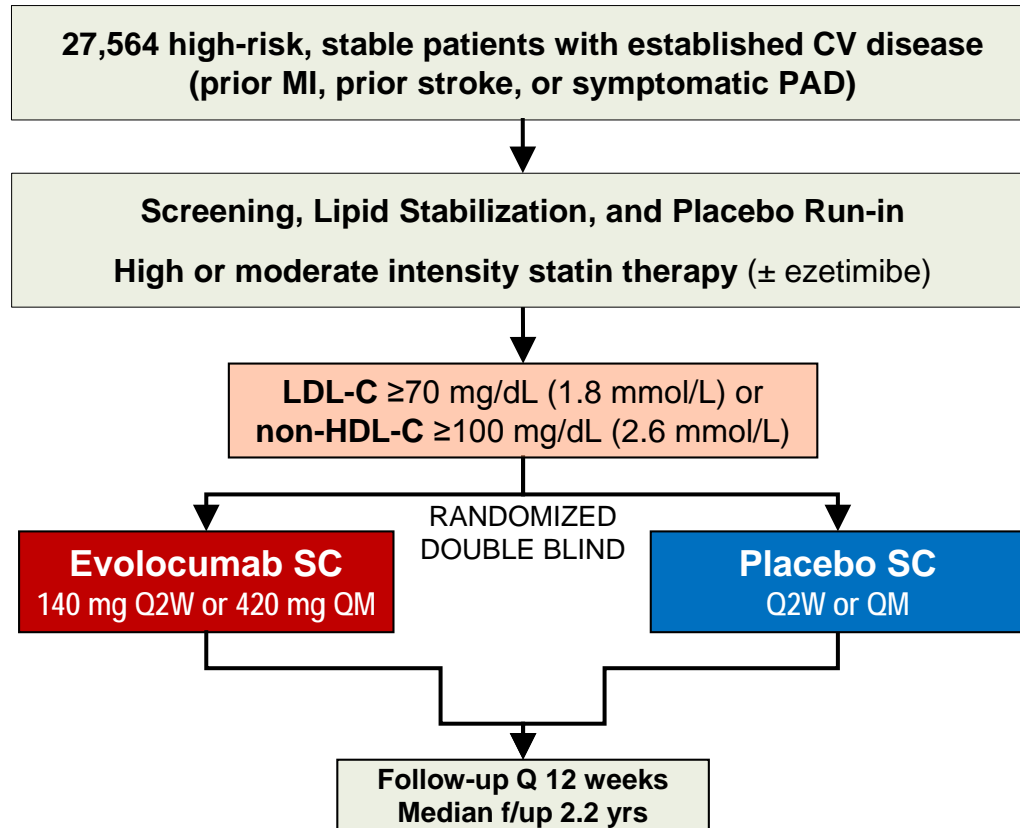 27,564 high-risk, stable patients with established CV disease
(prior MI, prior stroke, or symptomatic PAD)
Screening, Lipid Stabilization, and Placebo Run-in
High or moderate intensity statin therapy (± ezetimibe)
LDL-C ≥70 mg/dL (1.8 mmol/L) or
non-HDL-C ≥100 mg/dL (2.6 mmol/L)
RANDOMIZED
DOUBLE BLIND
Evolocumab SC
140 mg Q2W or 420 mg QM
Placebo SC
Q2W or QM
Follow-up Q 12 weeks
Median f/up 2.2 yrs